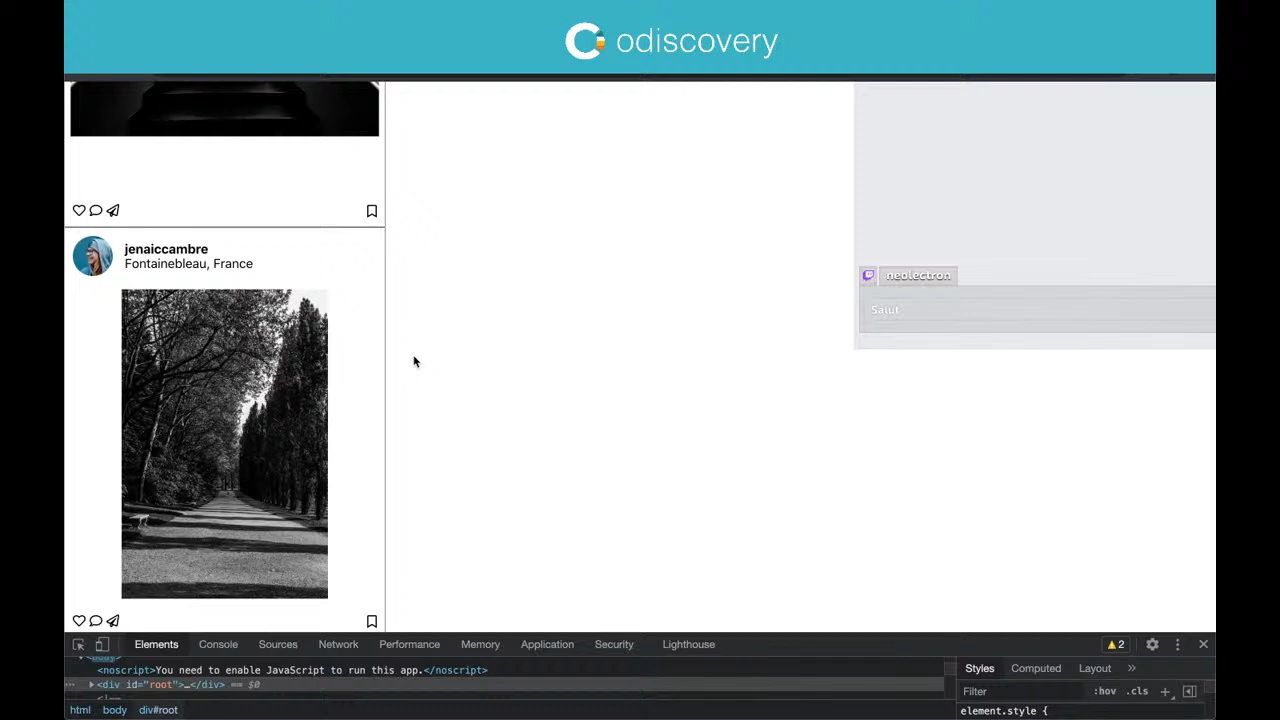 odiscovery
jenaiccambre
Fontainebleau, France
neolectron
Salut
Elements Console Sources Network Performance Memory Application Security Lighthouse 2
<body>
<noscript>You need to enable JavaScript to run this app.</noscript>
<div id="root">…</div> == $0
html body div#root
Styles Computed Layout »
Filter :hov .cls +
element.style {